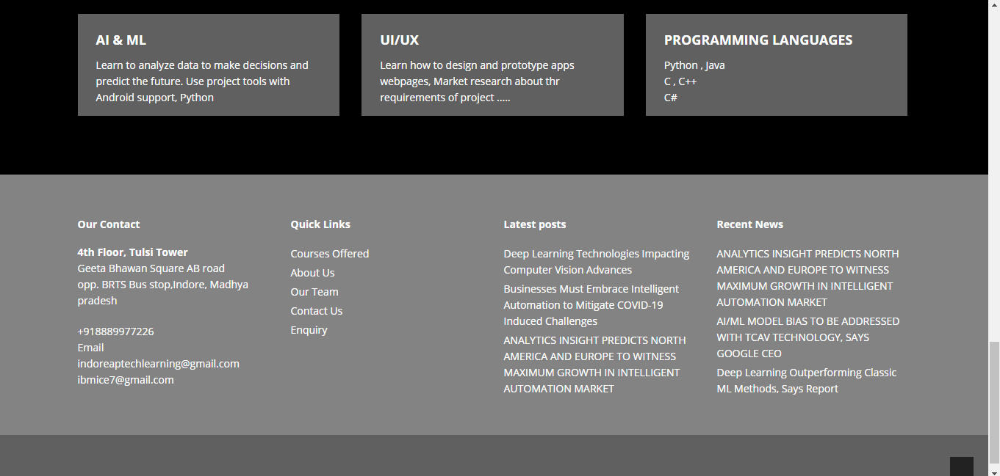 AI & ML
Learn to analyze data to make decisions and
predict the future. Use project tools with
Android support, Python
UI/UX
Learn how to design and prototype apps
webpages, Market research about thr
requirements of project .....
PROGRAMMING LANGUAGES
Python , Java
C , C++
C#
Our Contact
4th Floor, Tulsi Tower
Geeta Bhawan Square AB road
opp. BRTS Bus stop,Indore, Madhya
pradesh
+918889977226
Email
indoreaptechlearning@gmail.com
ibmice7@gmail.com
Quick Links
Courses Offered
About Us
Our Team
Contact Us
Enquiry
Latest posts
Deep Learning Technologies Impacting
Computer Vision Advances
Businesses Must Embrace Intelligent
Automation to Mitigate COVID-19
Induced Challenges
ANALYTICS INSIGHT PREDICTS NORTH
AMERICA AND EUROPE TO WITNESS
MAXIMUM GROWTH IN INTELLIGENT
AUTOMATION MARKET
Recent News
ANALYTICS INSIGHT PREDICTS NORTH
AMERICA AND EUROPE TO WITNESS
MAXIMUM GROWTH IN INTELLIGENT
AUTOMATION MARKET
AI/ML MODEL BIAS TO BE ADDRESSED
WITH TCAV TECHNOLOGY, SAYS
GOOGLE CEO
Deep Learning Outperforming Classic
ML Methods, Says Report